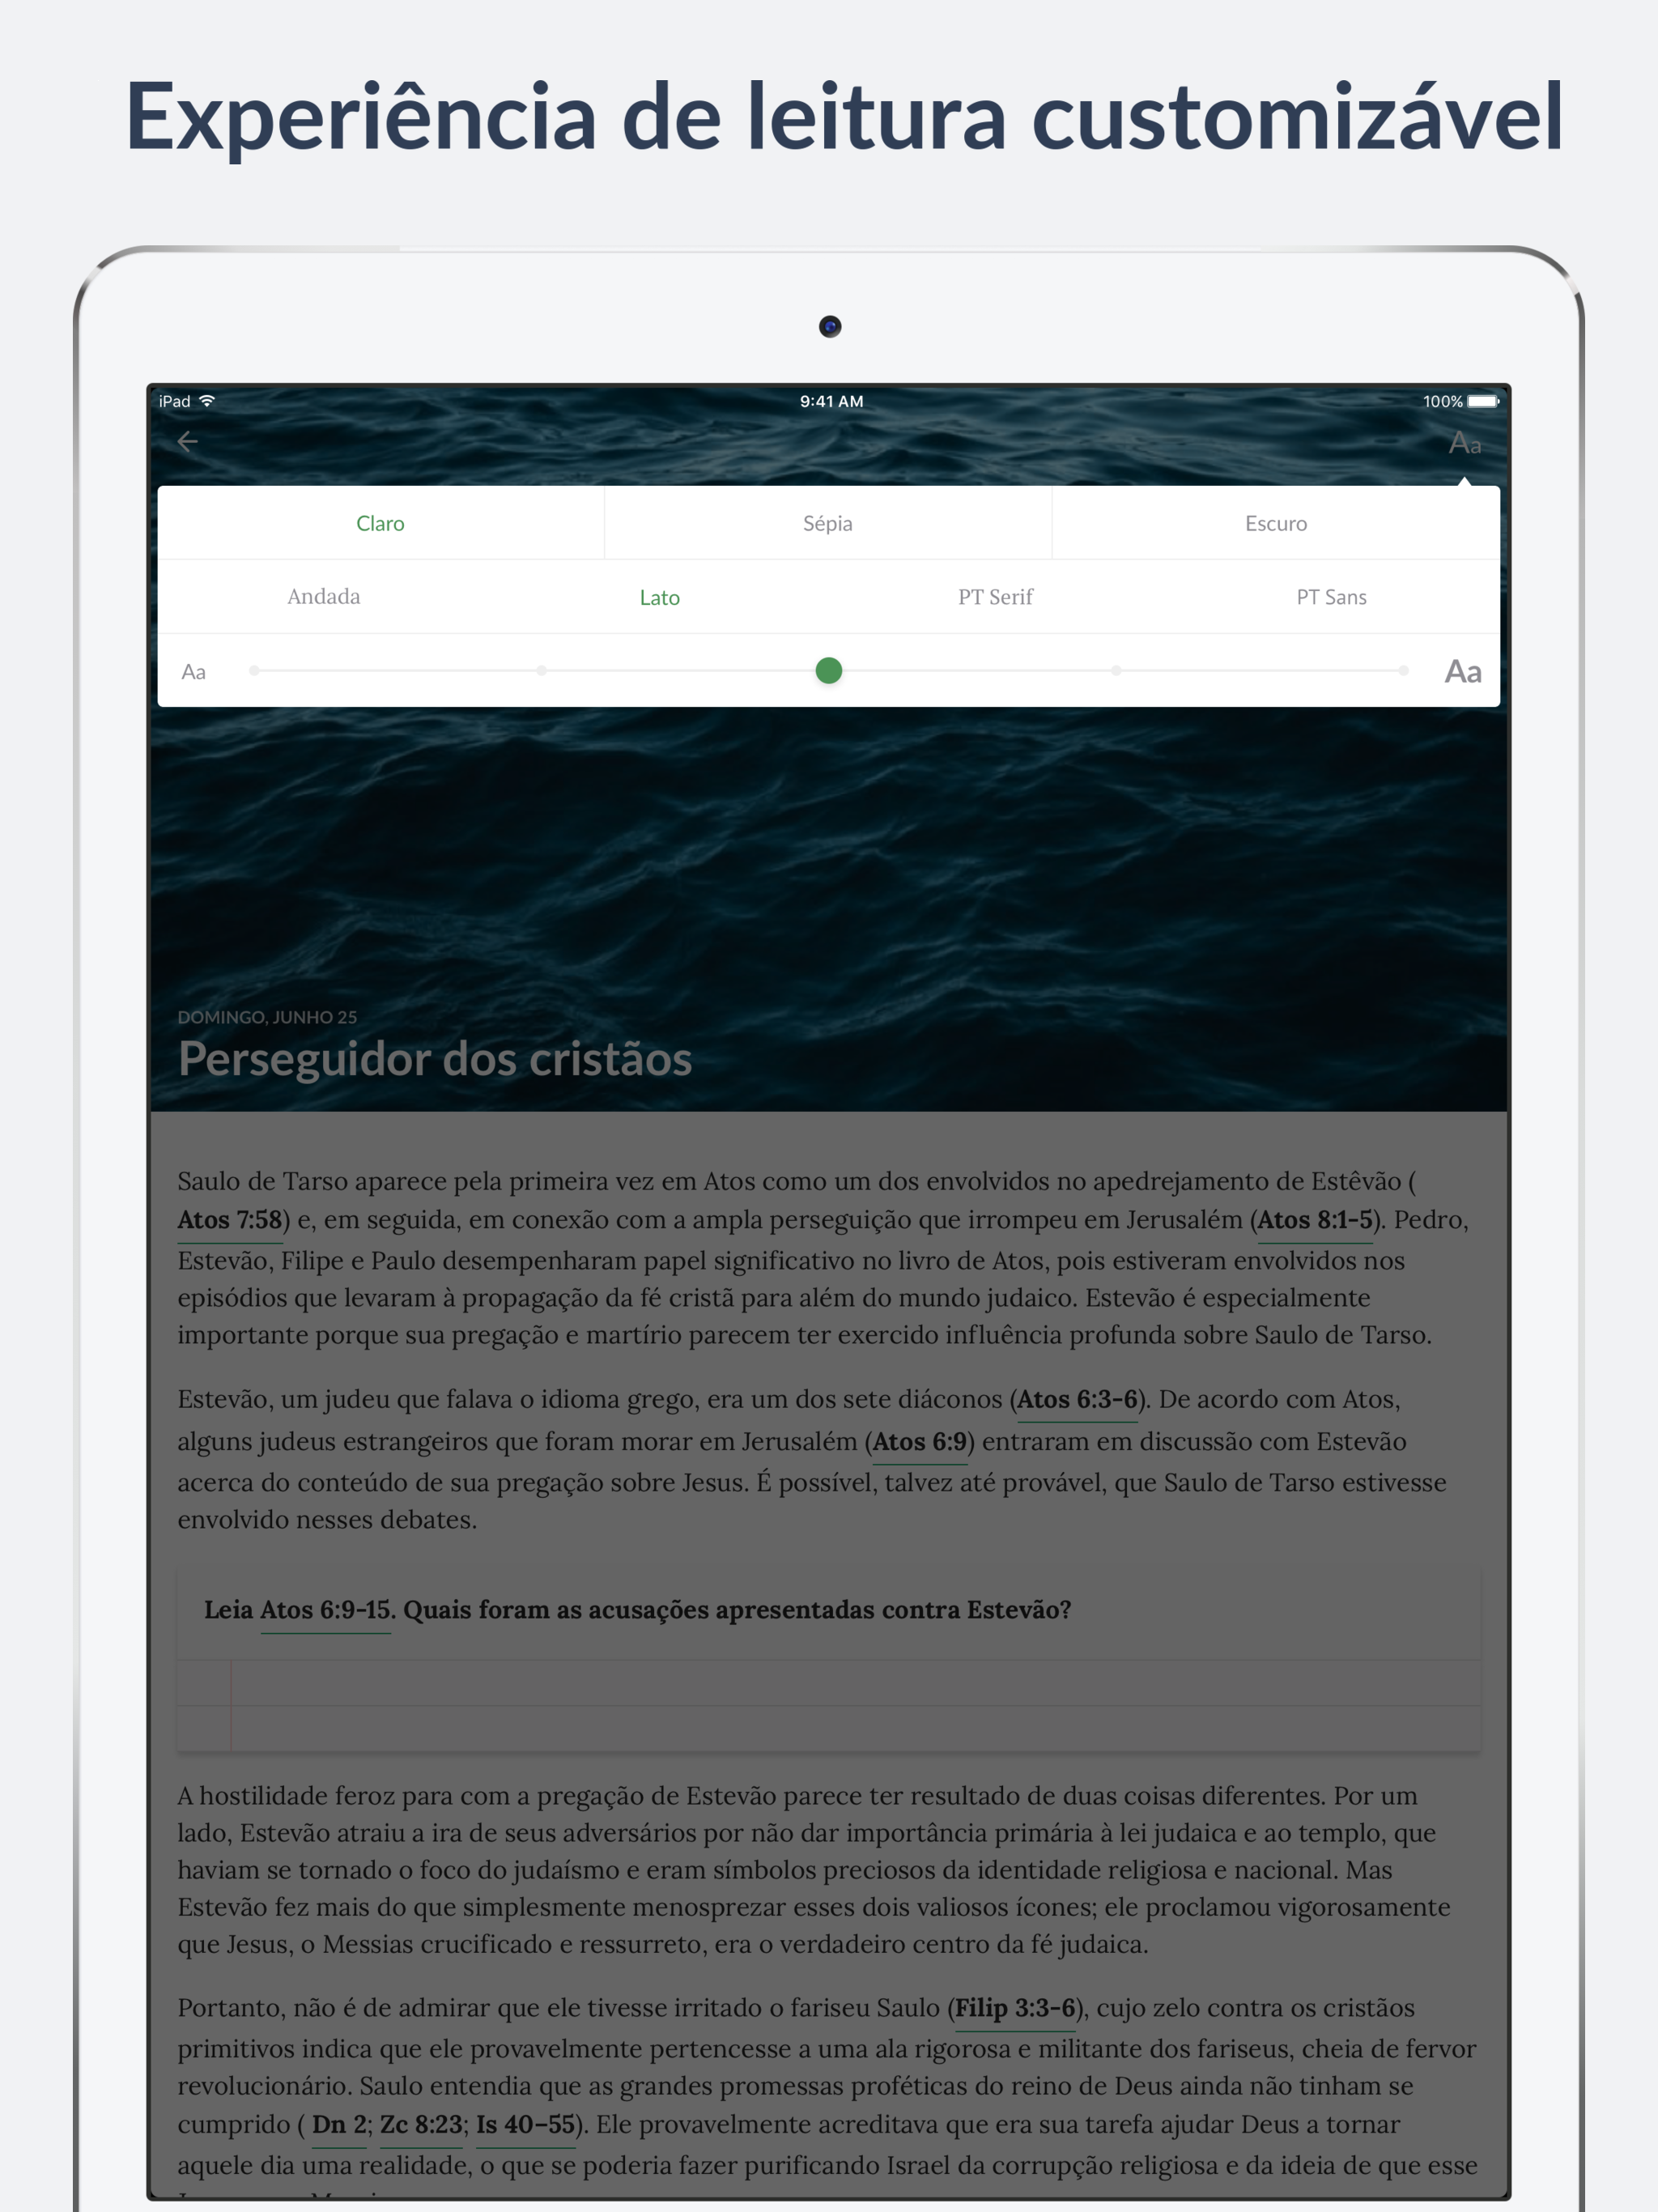 Experiência de leitura customizável
iPad 9:41 AM 100%
Aa
Claro Sépia Escuro
Andada Lato PT Serif PT Sans
Aa Aa
DOMINGO, JUNHO 25
Perseguidor dos cristãos
Saulo de Tarso aparece pela primeira vez em Atos como um dos envolvidos no apedrejamento de Estêvão (
Atos 7:58) e, em seguida, em conexão com a ampla perseguição que irrompeu em Jerusalém (Atos 8:1-5). Pedro,
Estevão, Filipe e Paulo desempenharam papel significativo no livro de Atos, pois estiveram envolvidos nos
episódios que levaram à propagação da fé cristã para além do mundo judaico. Estevão é especialmente
importante porque sua pregação e martírio parecem ter exercido influência profunda sobre Saulo de Tarso.
Estevão, um judeu que falava o idioma grego, era um dos sete diáconos (Atos 6:3-6). De acordo com Atos,
alguns judeus estrangeiros que foram morar em Jerusalém (Atos 6:9) entraram em discussão com Estevão
acerca do conteúdo de sua pregação sobre Jesus. É possível, talvez até provável, que Saulo de Tarso estivesse
envolvido nesses debates.
Leia Atos 6:9-15. Quais foram as acusações apresentadas contra Estevão?
A hostilidade feroz para com a pregação de Estevão parece ter resultado de duas coisas diferentes. Por um
lado, Estevão atraiu a ira de seus adversários por não dar importância primária à lei judaica e ao templo, que
haviam se tornado o foco do judaísmo e eram símbolos preciosos da identidade religiosa e nacional. Mas
Estevão fez mais do que simplesmente menosprezar esses dois valiosos ícones; ele proclamou vigorosamente
que Jesus, o Messias crucificado e ressurreto, era o verdadeiro centro da fé judaica.
Portanto, não é de admirar que ele tivesse irritado o fariseu Saulo (Filip 3:3-6), cujo zelo contra os cristãos
primitivos indica que ele provavelmente pertencesse a uma ala rigorosa e militante dos fariseus, cheia de fervor
revolucionário. Saulo entendia que as grandes promessas proféticas do reino de Deus ainda não tinham se
cumprido ( Dn 2; Zc 8:23; Is 40–55). Ele provavelmente acreditava que era sua tarefa ajudar Deus a tornar
aquele dia uma realidade, o que se poderia fazer purificando Israel da corrupção religiosa e da ideia de que esse